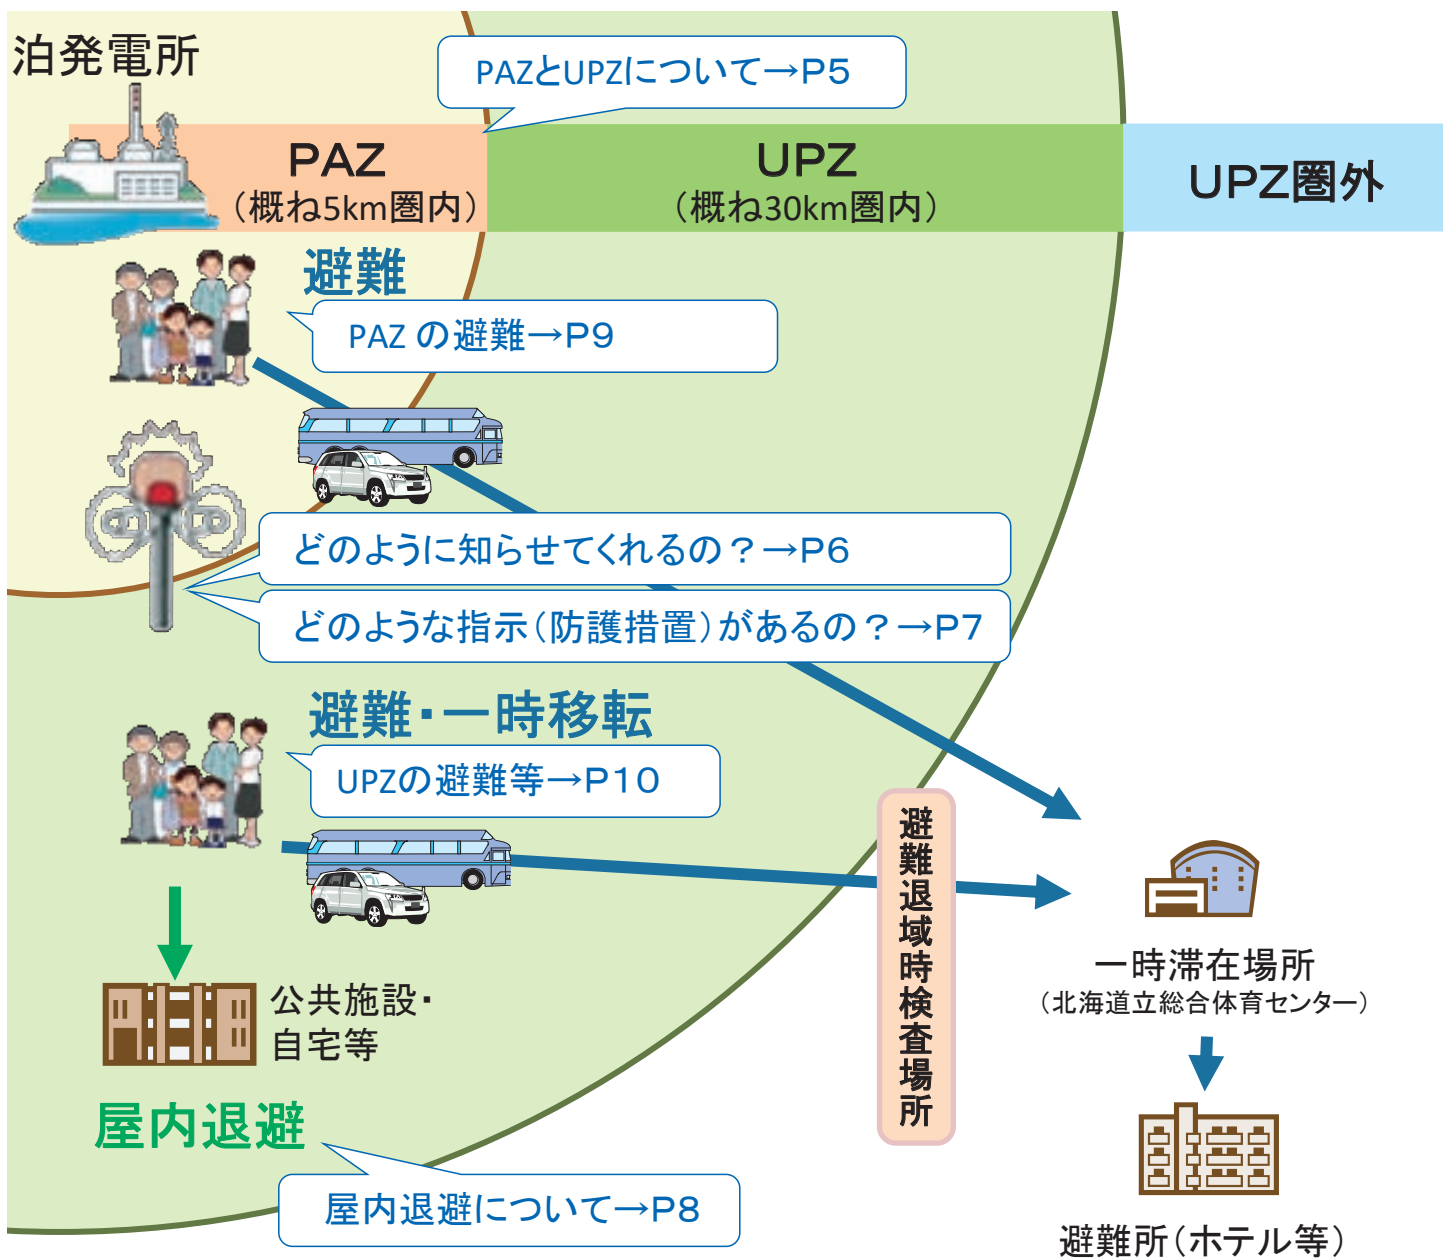 泊発電所
PAZとUPZについて→P5
PAZ
（概ね5km圏内）
UPZ
（概ね30km圏内）
UPZ圏外
避難
PAZ の避難→P9
どのように知らせてくれるの？→P6
どのような指示（防護措置）があるの？→P7
避難・一時移転
UPZの避難等→P10
避難退域時検査場所
公共施設・
自宅等
屋内退避
屋内退避について→P8
一時滞在場所
（北海道立総合体育センター）
避難所（ホテル等）